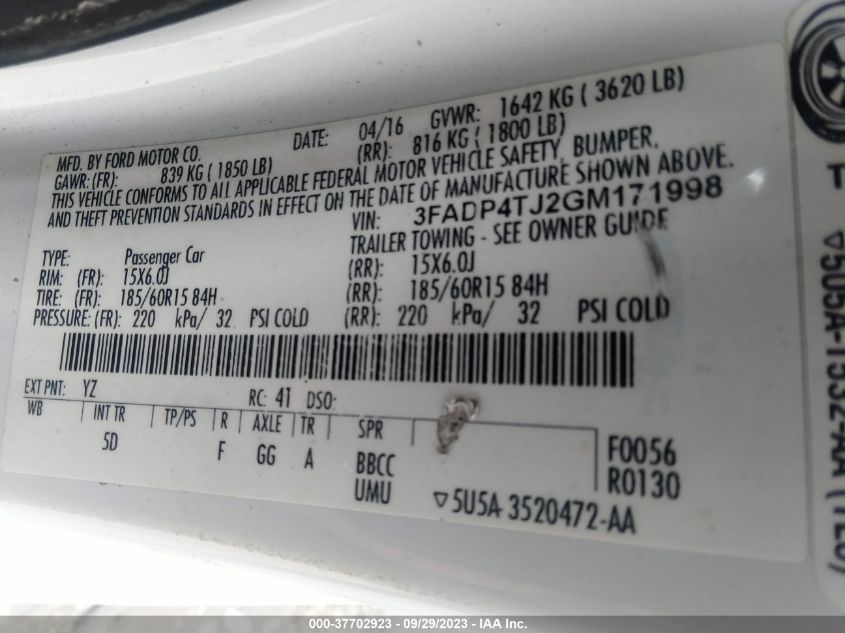 MFD. BY FORD MOTOR CO.
DATE: 04/16 GVWR: 1642 KG ( 3620 LB)
GAWR: (FR): 839 KG ( 1850 LB) (RR): 816 KG ( 1800 LB)
THIS VEHICLE CONFORMS TO ALL APPLICABLE FEDERAL MOTOR VEHICLE SAFETY, BUMPER,
AND THEFT PREVENTION STANDARDS IN EFFECT ON THE DATE OF MANUFACTURE SHOWN ABOVE.
VIN: 3FADP4TJ2GM171998
TYPE: Passenger Car TRAILER TOWING - SEE OWNER GUIDE
RIM: (FR): 15X6.0J (RR): 15X6.0J
TIRE: (FR): 185/60R15 84H (RR): 185/60R15 84H
PRESSURE: (FR): 220 kPa/ 32 PSI COLD (RR): 220 kPa/ 32 PSI COLD
EXT PNT: YZ RC: 41 DSO:
WB INT TR TP/PS R AXLE TR SPR
5D F GG A BBCC
UMU
F0056
R0130
▽5U5A-3520472-AA
T
000-37702923 - 09/29/2023 - IAA Inc.